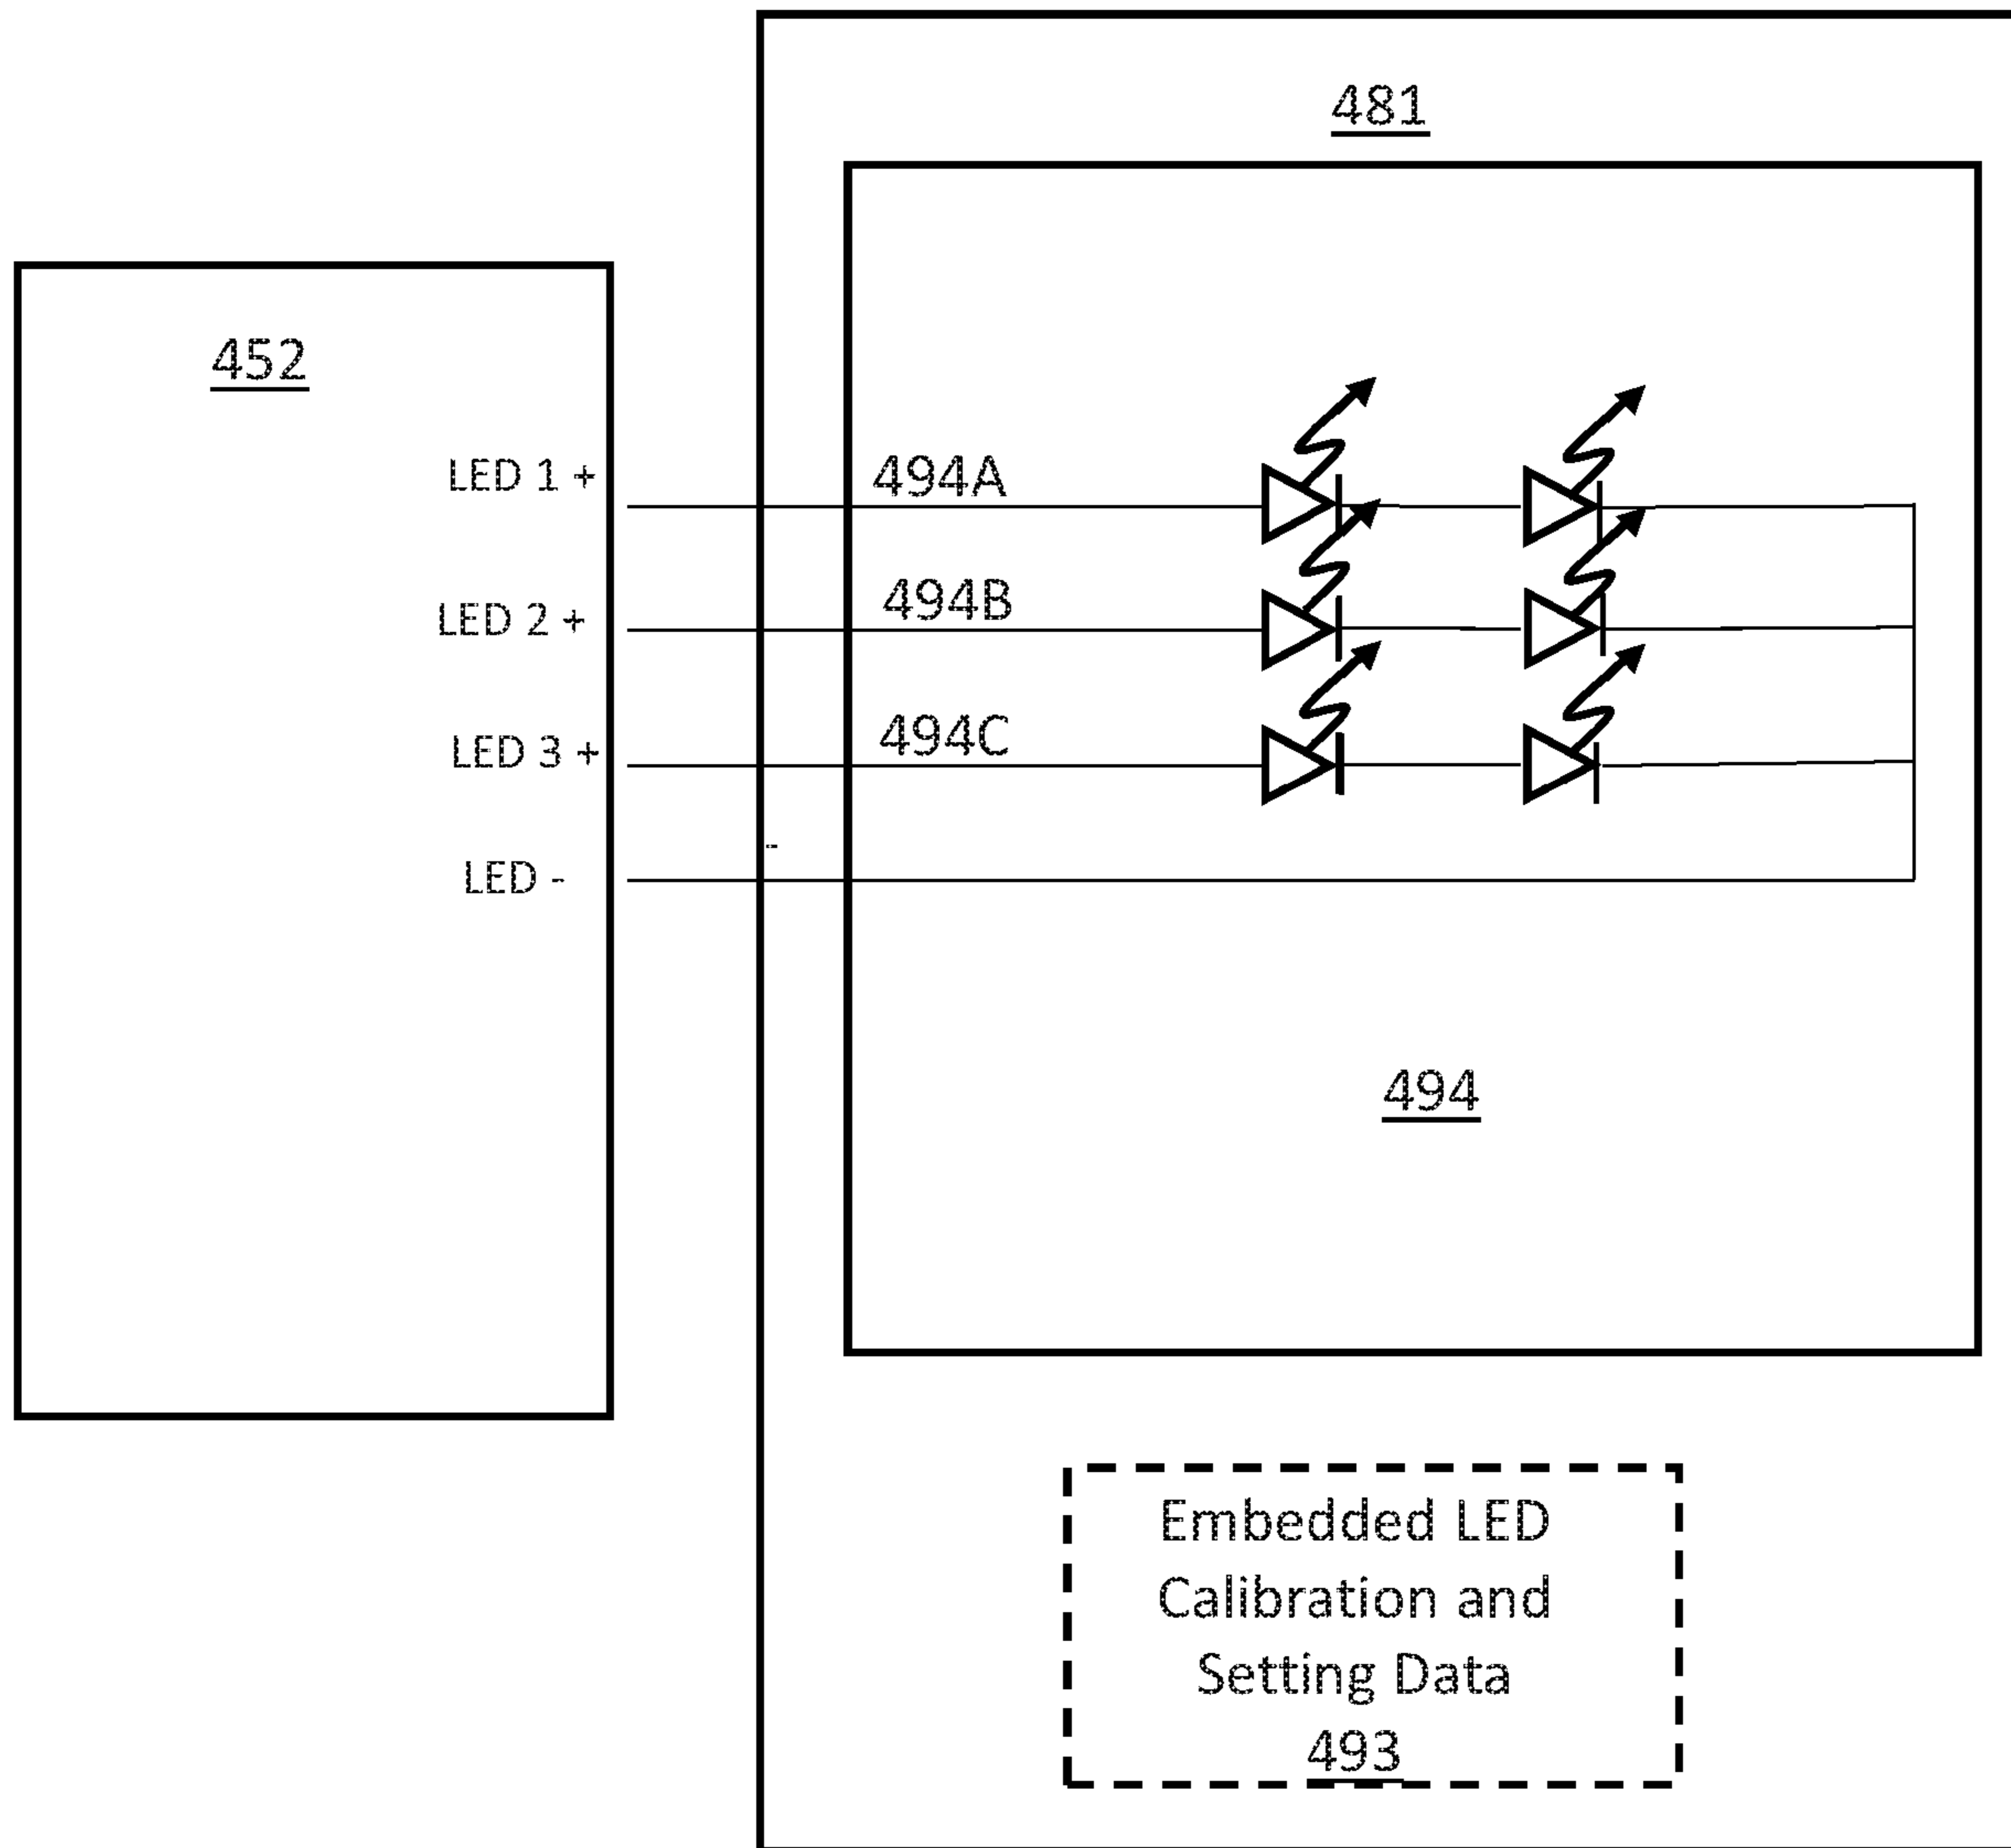 481
452
LED 1 +
494A
LED 2 +
494B
LED 3 +
494C
LED -
494
Embedded LED
Calibration and
Setting Data
493